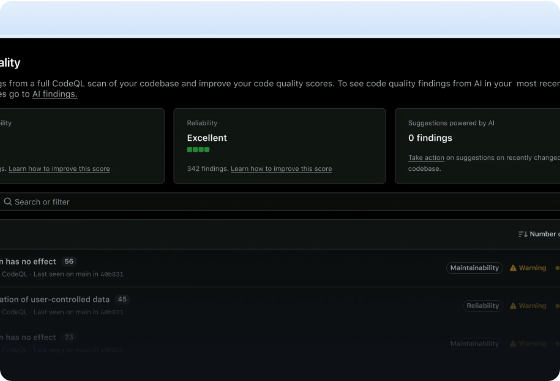 ality
gs from a full CodeQL scan of your codebase and improve your code quality scores. To see code quality findings from AI in your most recen
es go to AI findings.
ility
gs. Learn how to improve this score
Reliability
Excellent
342 findings. Learn how to improve this score
Suggestions powered by AI
0 findings
Take action on suggestions on recently changed
codebase.
Search or filter
Number o
n has no effect 56
CodeQL · Last seen on main in 40b031
Maintainability Warning
ation of user-controlled data 45
CodeQL · Last seen on main in 40b031
Reliability Warning
n has no effect 23
CodeQL · Last seen on main in
Maintainability Warning